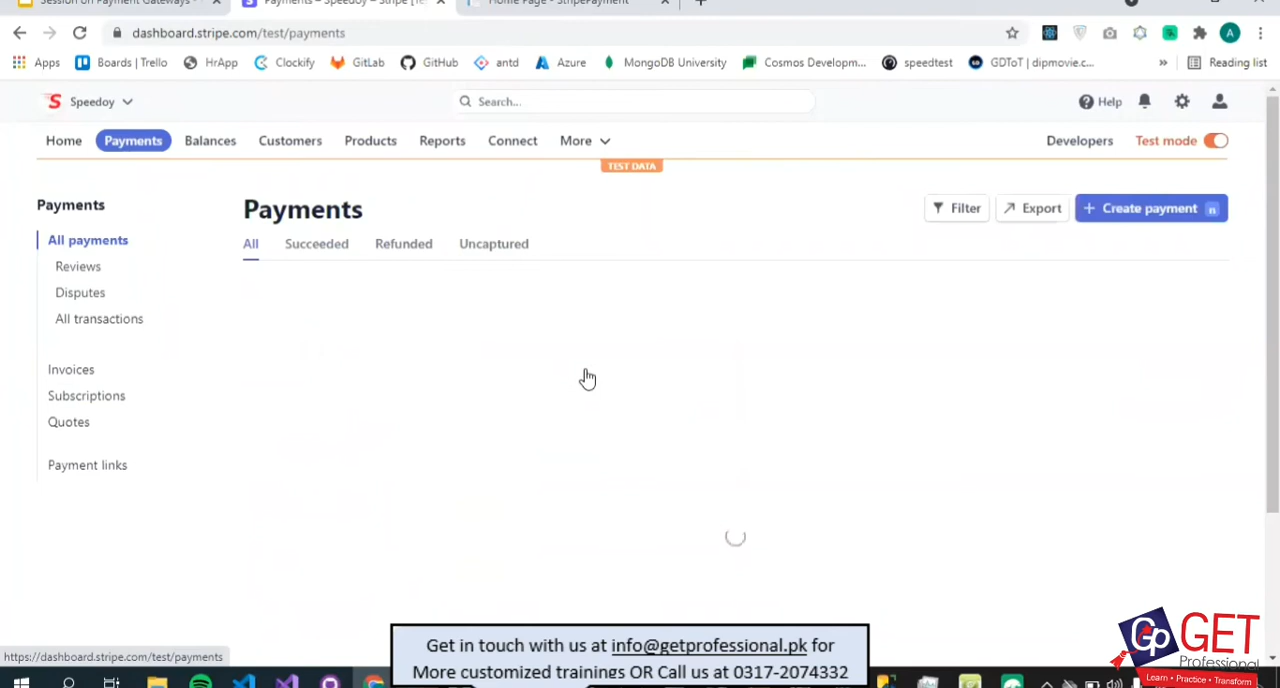 Session on Payment Gateways -
Payments – Speedoy – Stripe [Te
Home Page - StripePayment
dashboard.stripe.com/test/payments
A
Apps
Boards | Trello
HrApp
Clockify
GitLab
GitHub
antd
Azure
MongoDB University
Cosmos Developm...
speedtest
GDToT | dipmovie.c...
»
Reading list
S Speedoy
Search...
Help
Home
Payments
Balances
Customers
Products
Reports
Connect
More
Developers
Test mode
TEST DATA
Payments
All payments
Reviews
Disputes
All transactions
Invoices
Subscriptions
Quotes
Payment links
Payments
Filter
Export
+ Create payment n
All
Succeeded
Refunded
Uncaptured
https://dashboard.stripe.com/test/payments
Get in touch with us at info@getprofessional.pk for
More customized trainings OR Call us at 0317-2074332
Gp GET
Professional
Learn • Practice • Transform